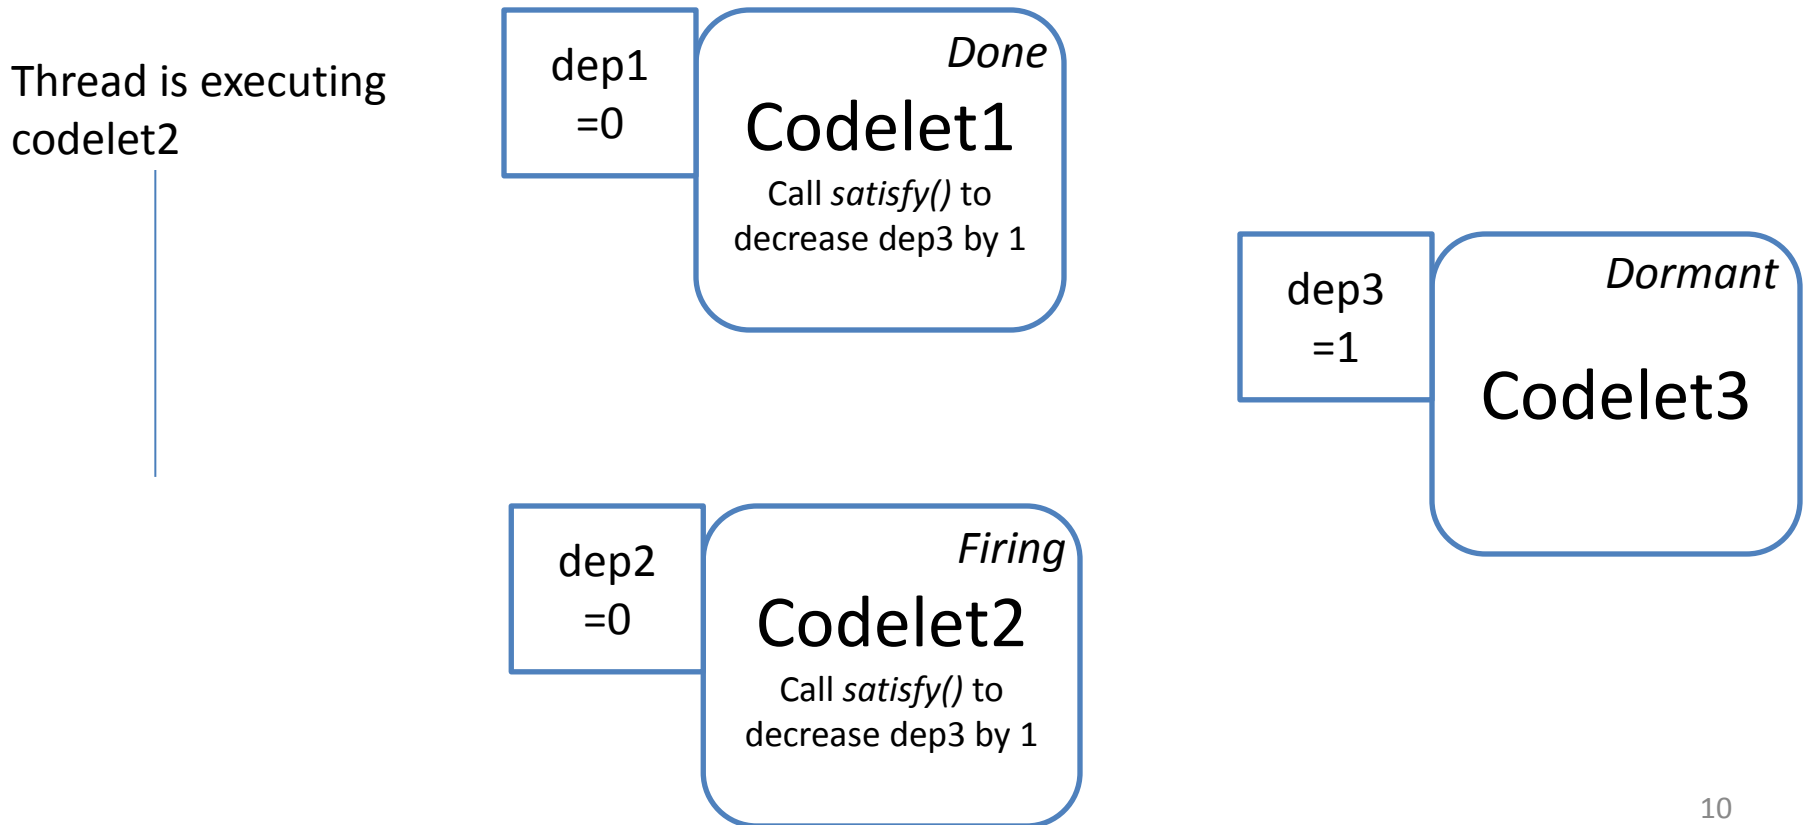 Thread is executing
codelet2
dep1
=0
Done
Codelet1
Call satisfy() to
decrease dep3 by 1
dep3
=1
Dormant
Codelet3
dep2
=0
Firing
Codelet2
Call satisfy() to
decrease dep3 by 1
10